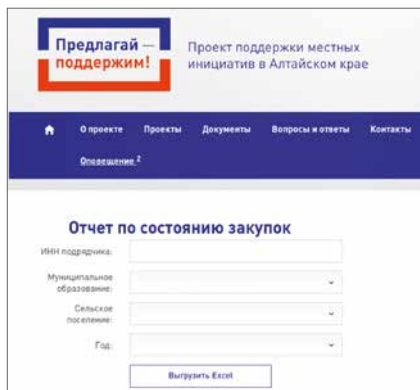 Предлагай —
поддержим!
Проект поддержки местных
инициатив в Алтайском крае
О проекте Проекты Документы Вопросы и ответы Контакты
Оповещение 2
Отчет по состоянию закупок
ИНН подрядчика:
Муниципальное
образование:
Сельское
поселение:
Год:
Выгрузить Excel